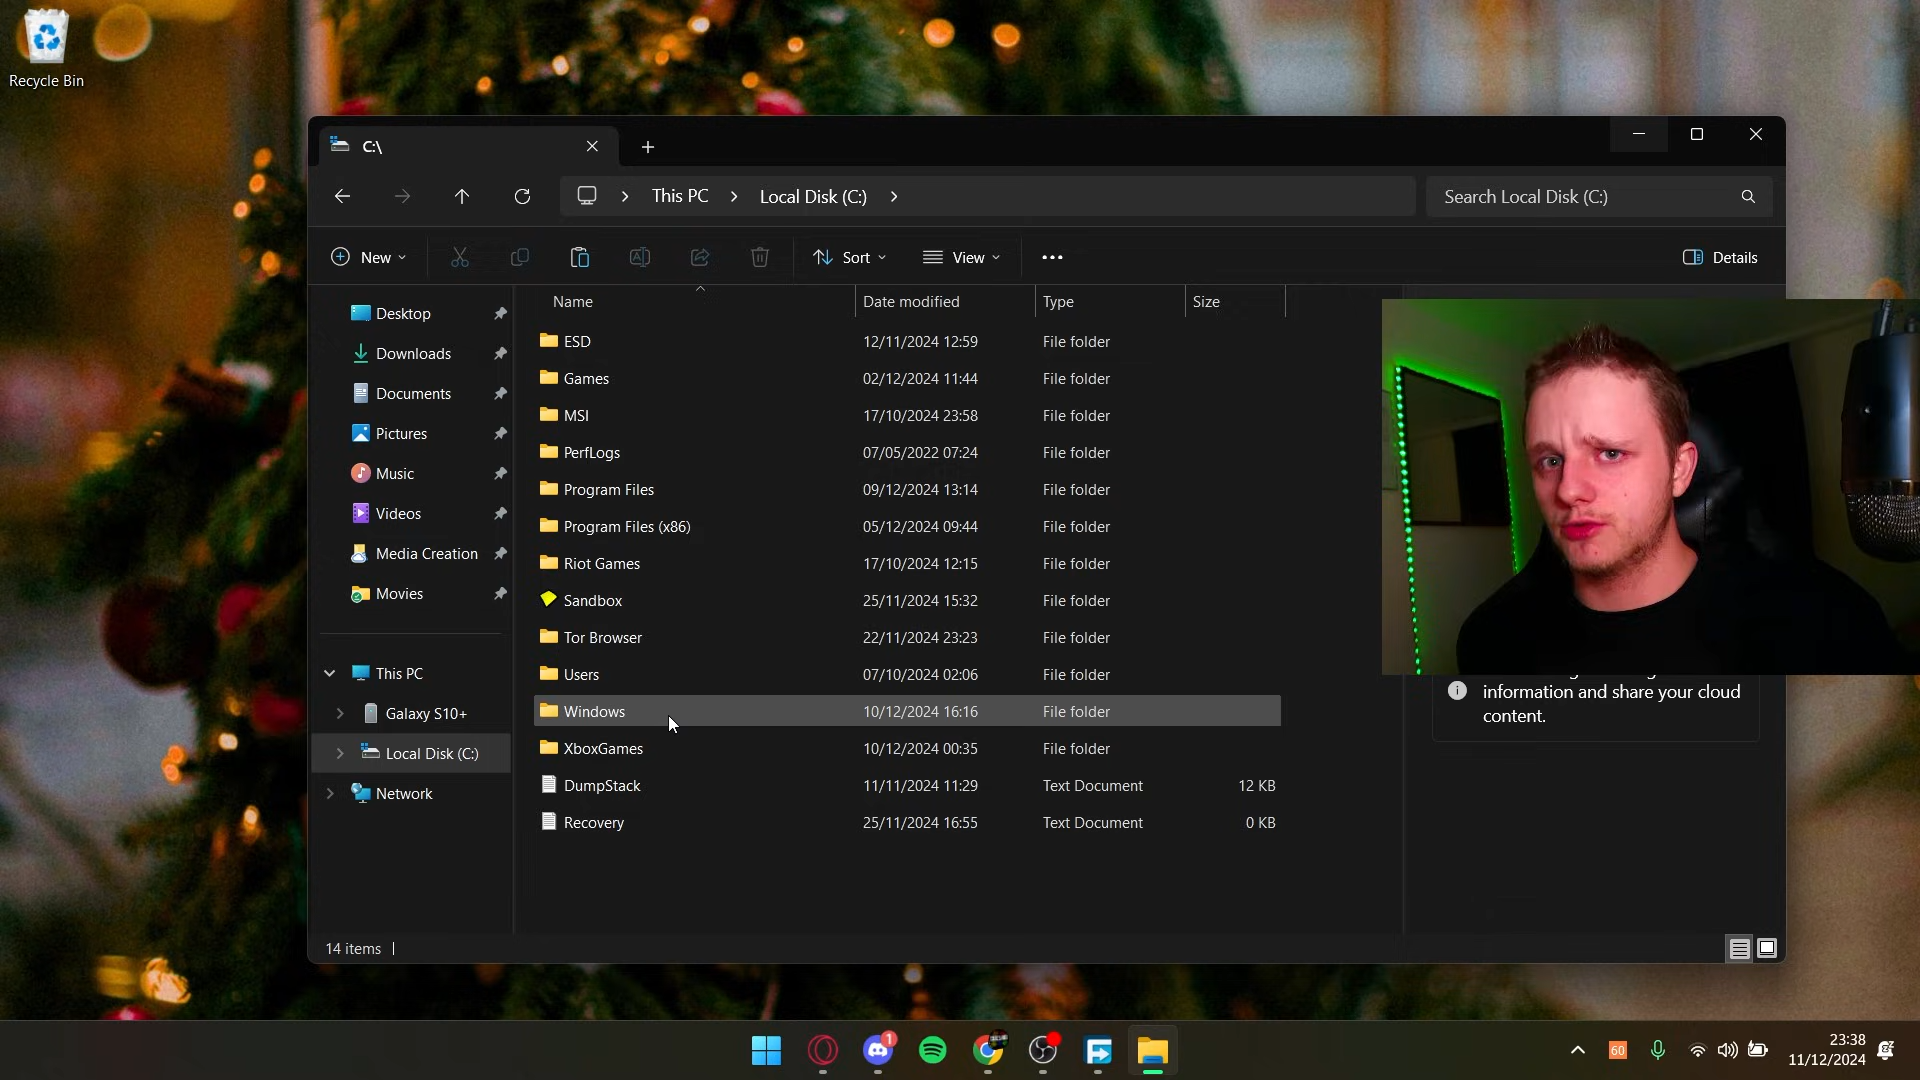 Recycle Bin
C:\
This PC
Local Disk (C:)
Search Local Disk (C:)
New
Sort
View
Details
Name
Date modified
Type
Size
Desktop
Downloads
Documents
Pictures
Music
Videos
Media Creation
Movies
This PC
Galaxy S10+
Local Disk (C:)
Network
ESD 12/11/2024 12:59 File folder
Games 02/12/2024 11:44 File folder
MSI 17/10/2024 23:58 File folder
PerfLogs 07/05/2022 07:24 File folder
Program Files 09/12/2024 13:14 File folder
Program Files (x86) 05/12/2024 09:44 File folder
Riot Games 17/10/2024 12:15 File folder
Sandbox 25/11/2024 15:32 File folder
Tor Browser 22/11/2024 23:23 File folder
Users 07/10/2024 02:06 File folder
Windows 10/12/2024 16:16 File folder
XboxGames 10/12/2024 00:35 File folder
DumpStack 11/11/2024 11:29 Text Document 12 KB
Recovery 25/11/2024 16:55 Text Document 0 KB
information and share your cloud
content.
14 items
1
60
23:38
11/12/2024